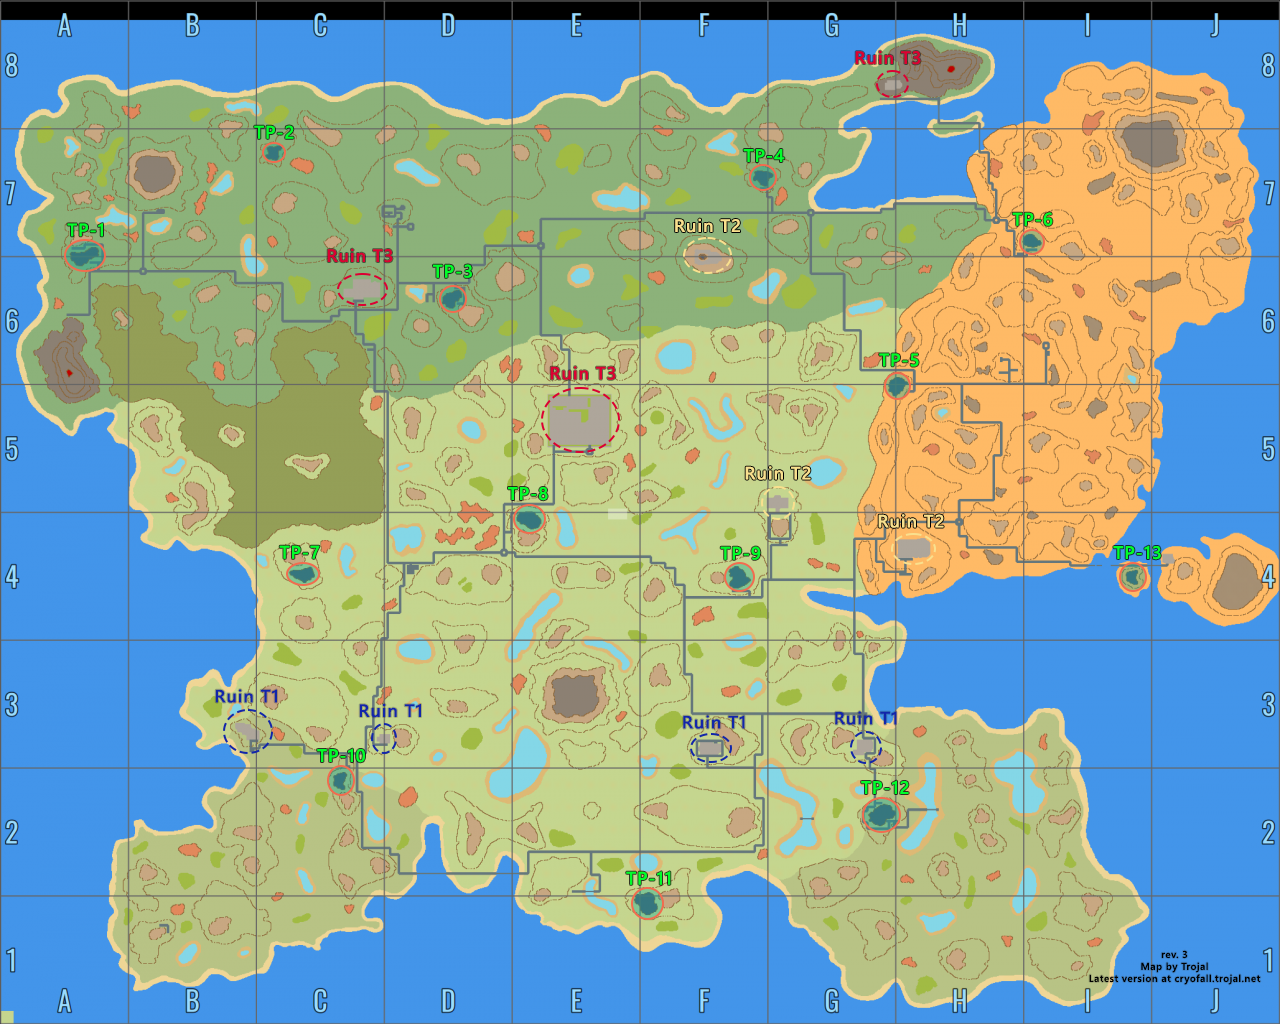 A B C D E F G H I J
8 8
Ruin T3
TP-2
TP-4
7 7
TP-1
Ruin T2
TP-6
Ruin T3
TP-3
6 6
TP-5
Ruin T3
5 5
Ruin T2
TP-8
Ruin T2
TP-7
TP-9
TP-13
4 4
Ruin T1
Ruin T1
Ruin T1
Ruin T1
3 3
TP-10
TP-12
2 2
TP-11
1 1
rev. 3
Map by Trojal
Latest version at cryofall.trojal.net
A B C D E F G H I J